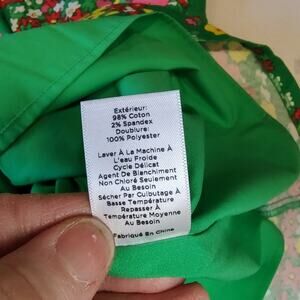 Extérieur:
98% Coton
2% Spandex
Doublure:
100% Polyester
Laver À La Machine À
L'eau Froide
Cycle Délicat
Agent De Blanchiment
Non Chloré Seulement
Au Besoin
Sécher Par Culbutage À
Basse Température
Repasser À
Température Moyenne
Au Besoin
Fabriqué En Chine